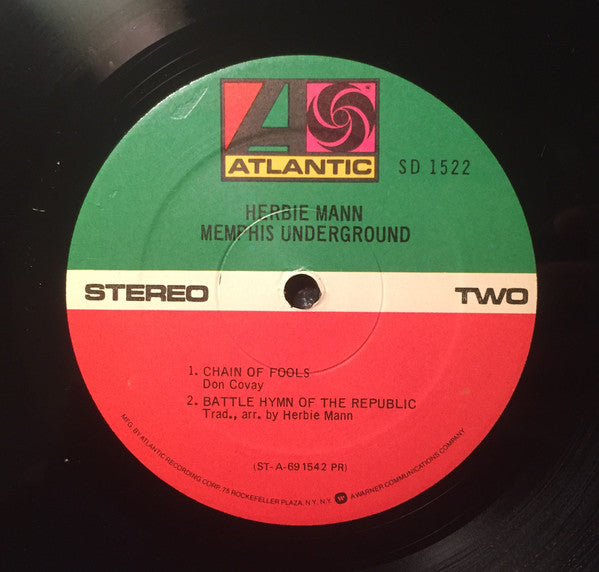 ATLANTIC
SD 1522
HERBIE MANN
MEMPHIS UNDERGROUND
STEREO TWO
1. CHAIN OF FOOLS
Don Covay
2. BATTLE HYMN OF THE REPUBLIC
Trad., arr. by Herbie Mann
(ST-A-691542 PR)
MFG. BY ATLANTIC RECORDING CORP., 75 ROCKEFELLER PLAZA, N.Y., N.Y. W A WARNER COMMUNICATIONS COMPANY